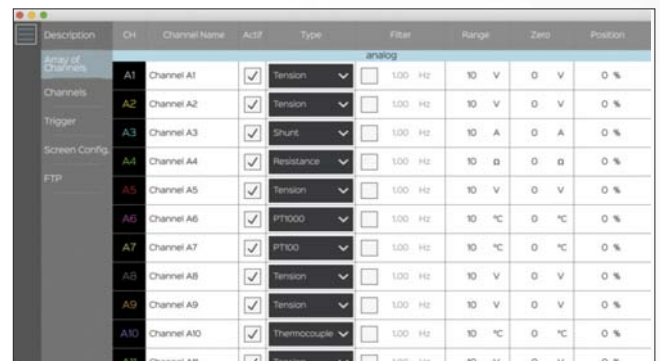 Description CH Channel Name Actif Type Filter Range Zero Position
analog
Array of Channels
Channels
Trigger
Screen Config.
FTP
A1 Channel A1 Tension 1.00 Hz 10 V 0 V 0 %
A2 Channel A2 Tension 1.00 Hz 10 V 0 V 0 %
A3 Channel A3 Shunt 1.00 Hz 10 A 0 A 0 %
A4 Channel A4 Resistance 1.00 Hz 10 Ω 0 Ω 0 %
A5 Channel A5 Tension 1.00 Hz 10 V 0 V 0 %
A6 Channel A6 PT1000 1.00 Hz 10 °C 0 °C 0 %
A7 Channel A7 PT100 1.00 Hz 10 °C 0 °C 0 %
A8 Channel A8 Tension 1.00 Hz 10 V 0 V 0 %
A9 Channel A9 Tension 1.00 Hz 10 V 0 V 0 %
A10 Channel A10 Thermocouple 1.00 Hz 10 °C 0 °C 0 %